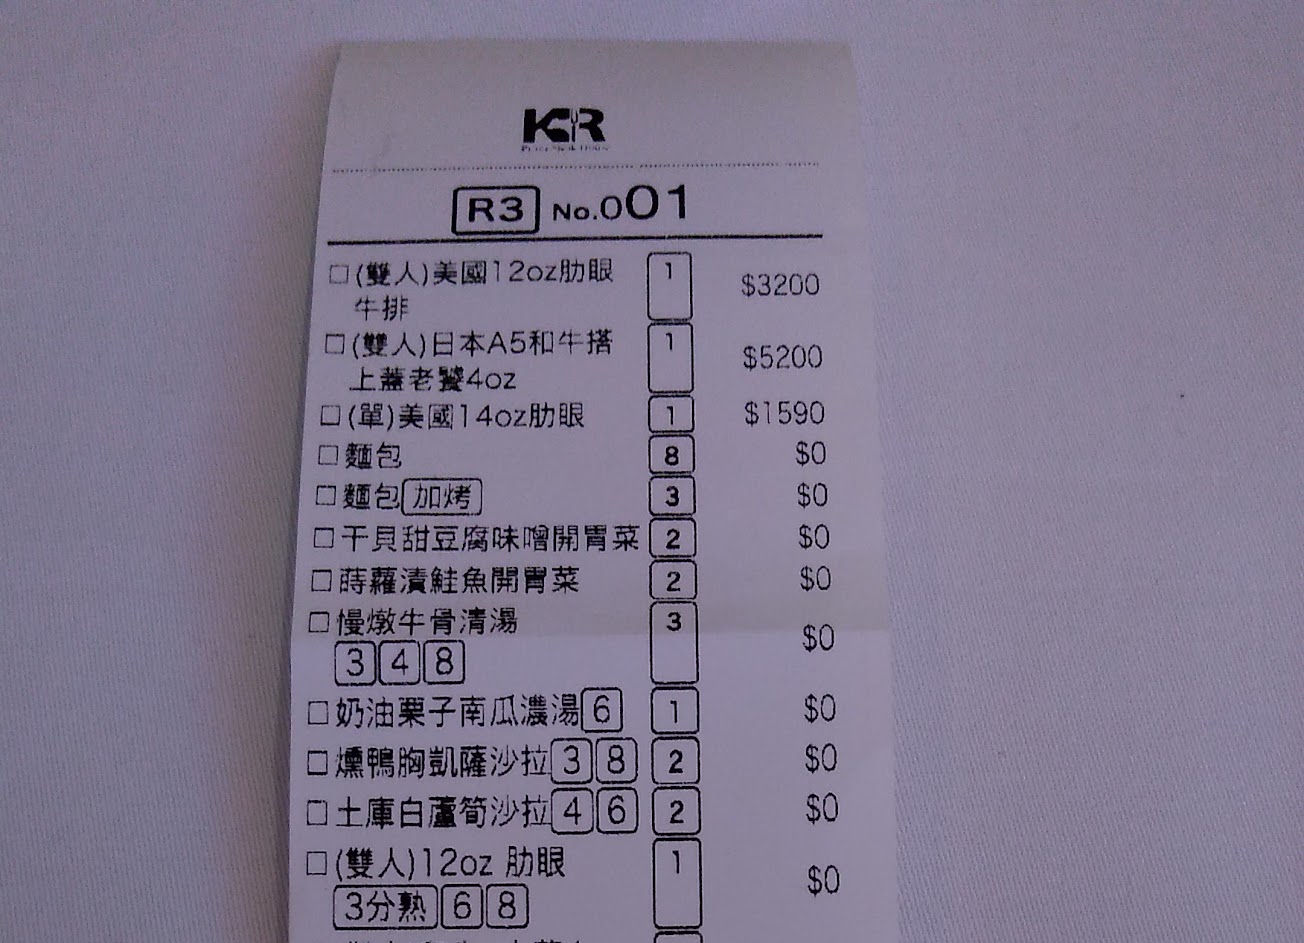 KR
R3 No.001
□(雙人)美國12oz肋眼 1 $3200
牛排
□(雙人)日本A5和牛搭 1 $5200
上蓋老饕4oz
□(單)美國14oz肋眼 1 $1590
□麵包 8 $0
□麵包 加烤 3 $0
□干貝甜豆腐味噌開胃菜 2 $0
□蒔蘿漬鮭魚開胃菜 2 $0
□慢燉牛骨清湯 3 $0
3 4 8
□奶油栗子南瓜濃湯 6 1 $0
□燻鴨胸凱薩沙拉 3 8 2 $0
□土庫白蘆筍沙拉 4 6 2 $0
□(雙人)12oz 肋眼 1 $0
3分熟 6 8